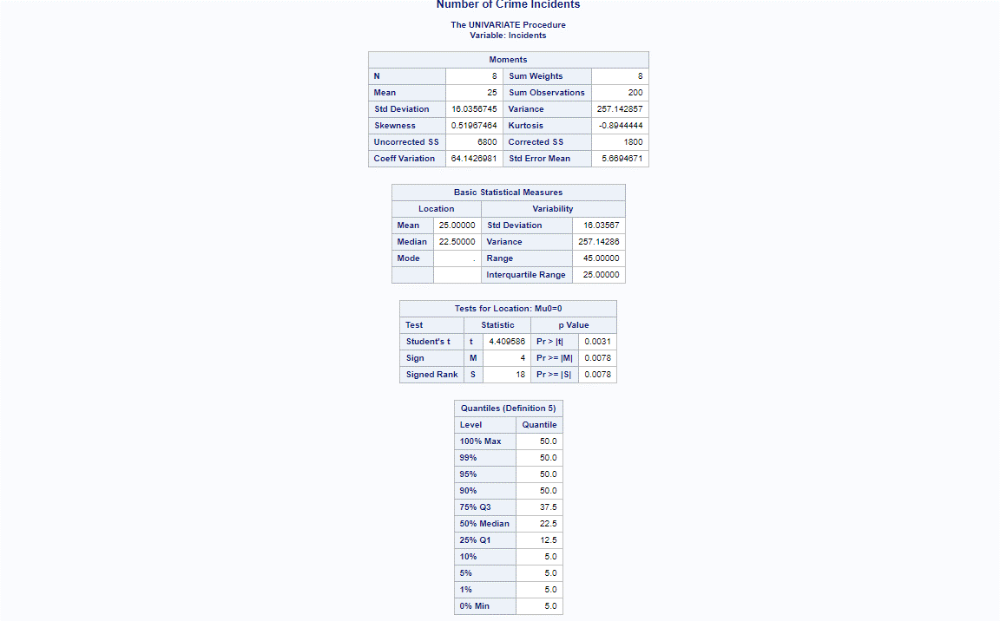 Number of Crime Incidents
The UNIVARIATE Procedure
Variable: Incidents
Moments
N 8 Sum Weights 8
Mean 25 Sum Observations 200
Std Deviation 16.0356745 Variance 257.142857
Skewness 0.51967464 Kurtosis -0.8944444
Uncorrected SS 6800 Corrected SS 1800
Coeff Variation 64.1426981 Std Error Mean 5.6694671
Basic Statistical Measures
Location Variability
Mean 25.00000 Std Deviation 16.03567
Median 22.50000 Variance 257.14286
Mode . Range 45.00000
Interquartile Range 25.00000
Tests for Location: Mu0=0
Test Statistic p Value
Student's t t 4.409586 Pr > |t| 0.0031
Sign M 4 Pr >= |M| 0.0078
Signed Rank S 18 Pr >= |S| 0.0078
Quantiles (Definition 5)
Level Quantile
100% Max 50.0
99% 50.0
95% 50.0
90% 50.0
75% Q3 37.5
50% Median 22.5
25% Q1 12.5
10% 5.0
5% 5.0
1% 5.0
0% Min 5.0